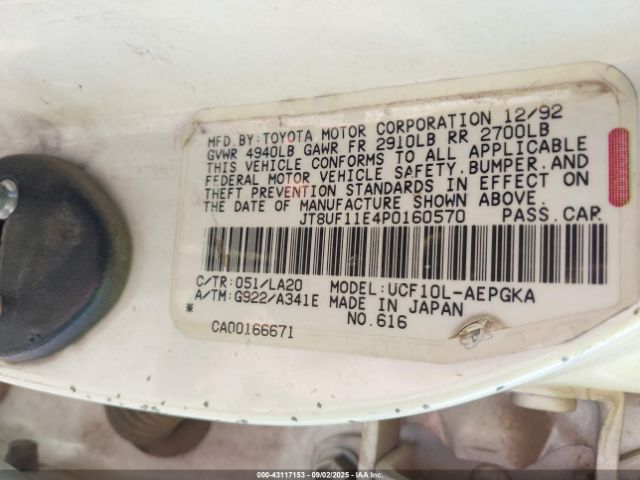 MFD.BY:TOYOTA MOTOR CORPORATION 12/92
GVWR 4940LB GAWR FR 2910LB RR 2700LB
THIS VEHICLE CONFORMS TO ALL APPLICABLE
FEDERAL MOTOR VEHICLE SAFETY.BUMPER.AND
THEFT PREVENTION STANDARDS IN EFFECT ON
THE DATE OF MANUFACTURE SHOWN ABOVE.
JT8UF11E4P0160570 PASS.CAR
C/TR:051/LA20 MODEL:UCF10L-AEPGKA
A/TM:G922/A341E MADE IN JAPAN
* NO.616
CA00166671
000-43117153 - 09/02/2025 - IAA Inc.